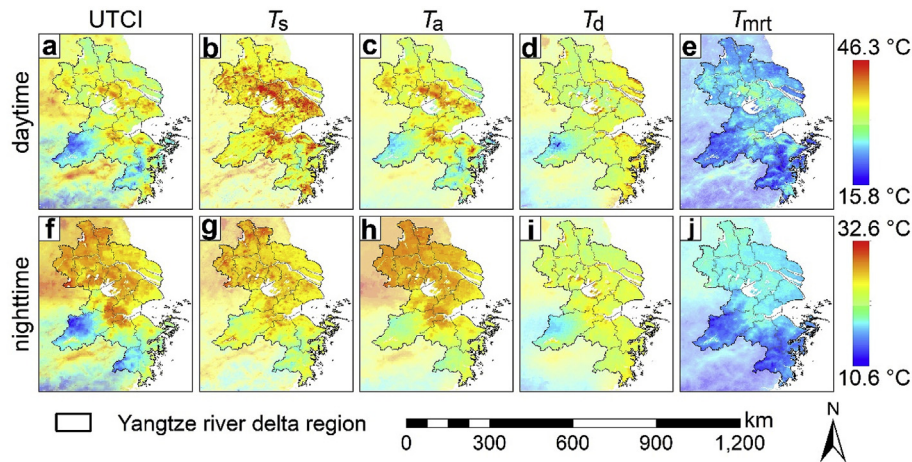 UTCI Ts Ta Td Tmrt
daytime
a b c d e
46.3 °C
15.8 °C
nighttime
f g h i j
32.6 °C
10.6 °C
Yangtze river delta region
km
0 300 600 900 1,200
N